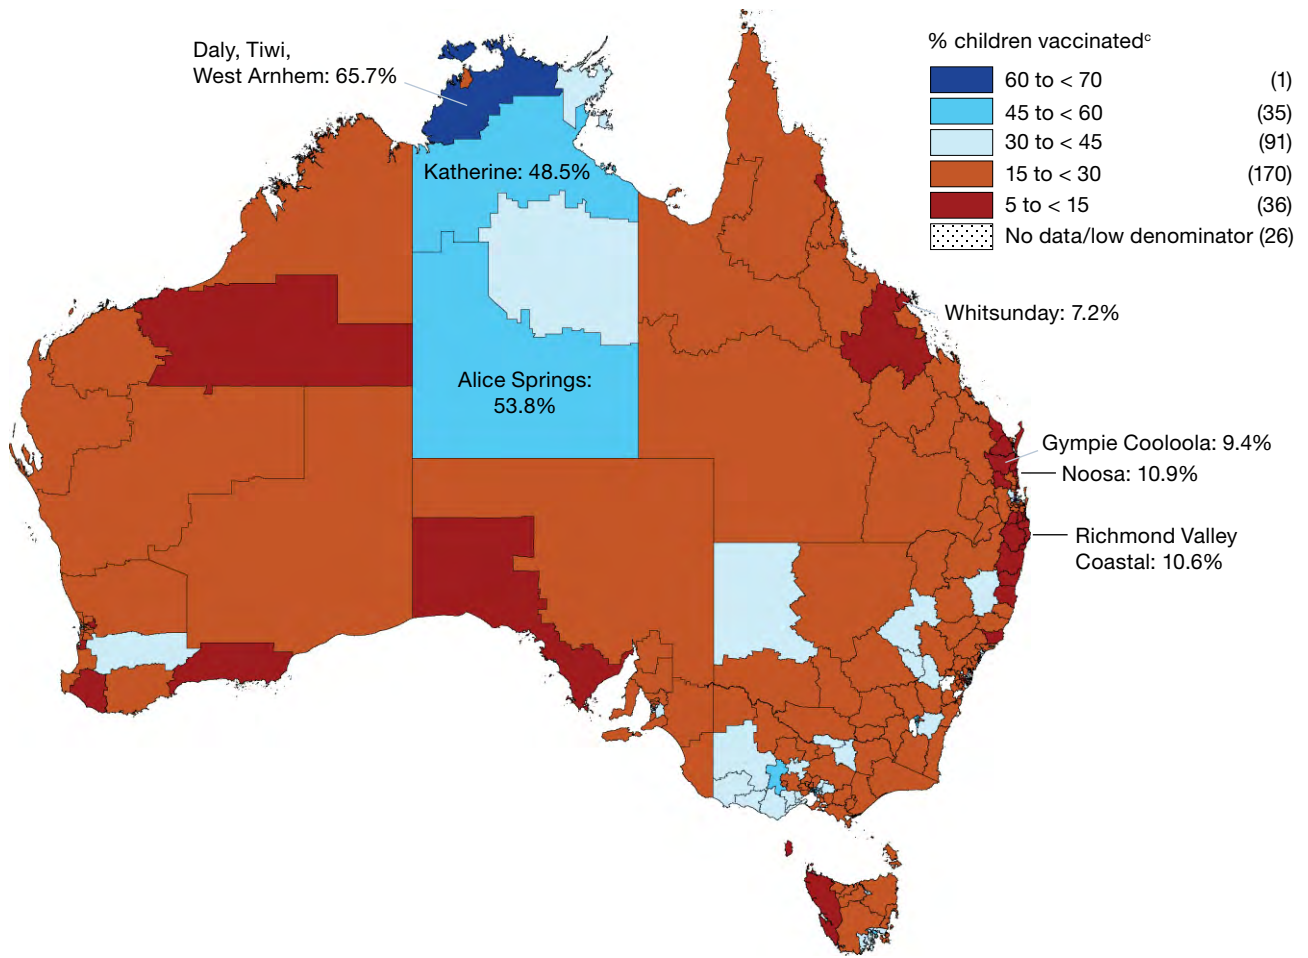 Daly, Tiwi,
West Arnhem: 65.7%
% children vaccinatedᶜ
60 to < 70 (1)
45 to < 60 (35)
30 to < 45 (91)
15 to < 30 (170)
5 to < 15 (36)
No data/low denominator (26)
Katherine: 48.5%
Whitsunday: 7.2%
Alice Springs:
53.8%
Gympie Cooloola: 9.4%
Noosa: 10.9%
Richmond Valley
Coastal: 10.6%